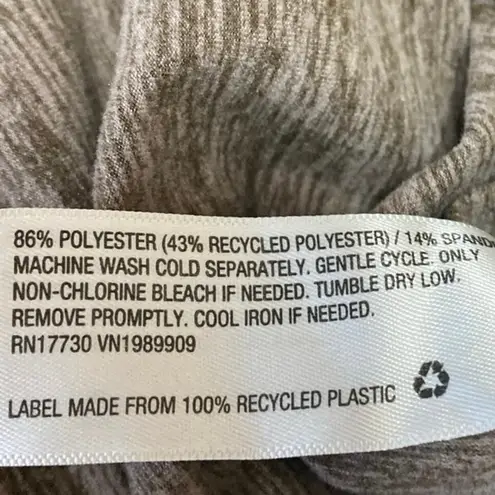 86% POLYESTER (43% RECYCLED POLYESTER) / 14% SPAND
MACHINE WASH COLD SEPARATELY. GENTLE CYCLE. ONLY
NON-CHLORINE BLEACH IF NEEDED. TUMBLE DRY LOW.
REMOVE PROMPTLY. COOL IRON IF NEEDED.
RN17730 VN1989909
LABEL MADE FROM 100% RECYCLED PLASTIC